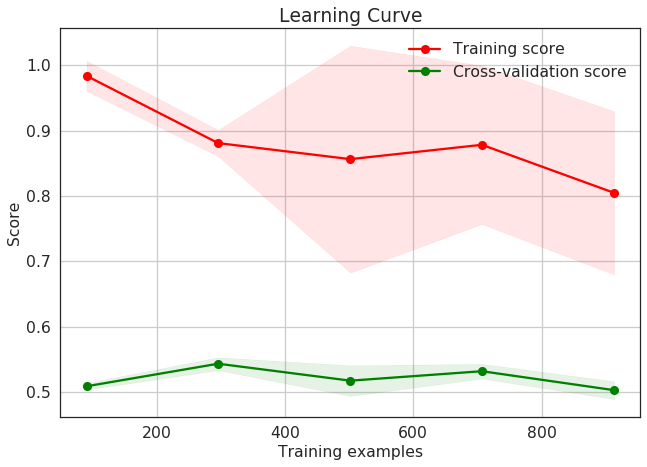 Learning Curve
Training score
Cross-validation score
1.0
0.9
0.8
0.7
0.6
0.5
Score
200
400
600
800
Training examples